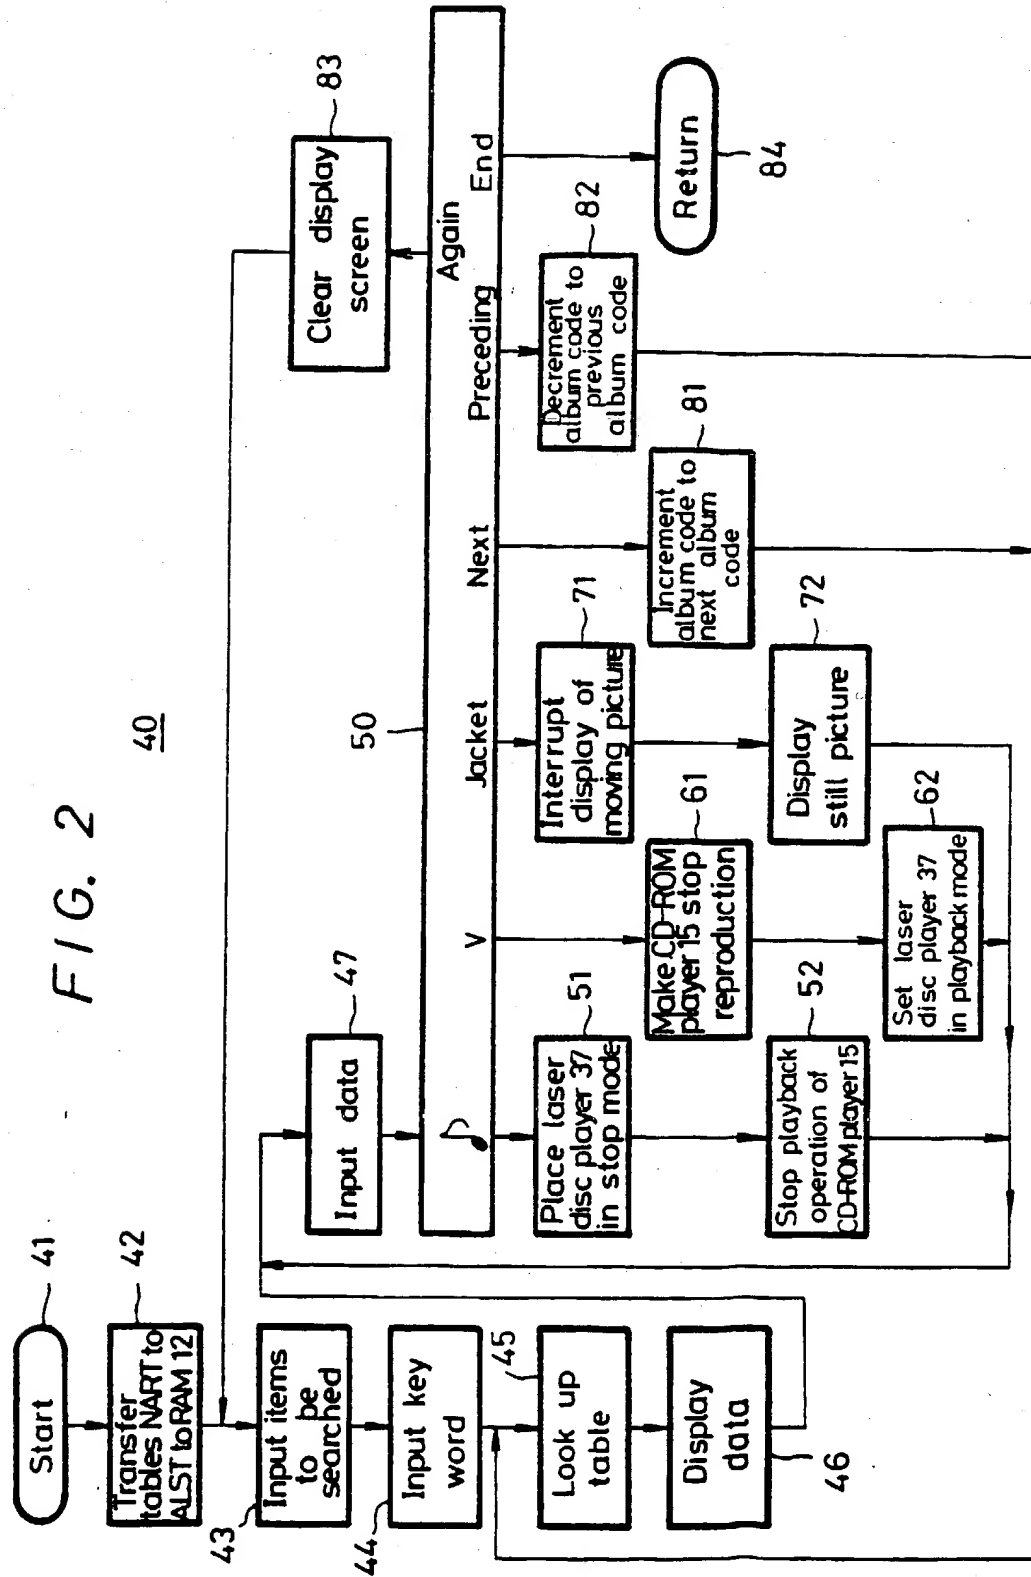 FIG. 2
40
Start
41
Transfer
tables NART to
ALST to RAM 12
42
Input items
to be
searched
43
Input key
word
44
Look up
table
45
Display
data
46
Input data
47
50
V
Jacket
Next
Preceding
Again
End
Place laser
disc player 37
in stop mode
51
Stop playback
operation of
CD-ROM player 15
52
Make CD-ROM
player 15 stop
reproduction
61
Set laser
disc player 37
in playback mode
62
Interrupt
display of
moving picture
71
Display
still picture
72
Increment
album code to
next album
code
81
Decrement
album code to
previous
album code
82
Clear display
screen
83
Return
84